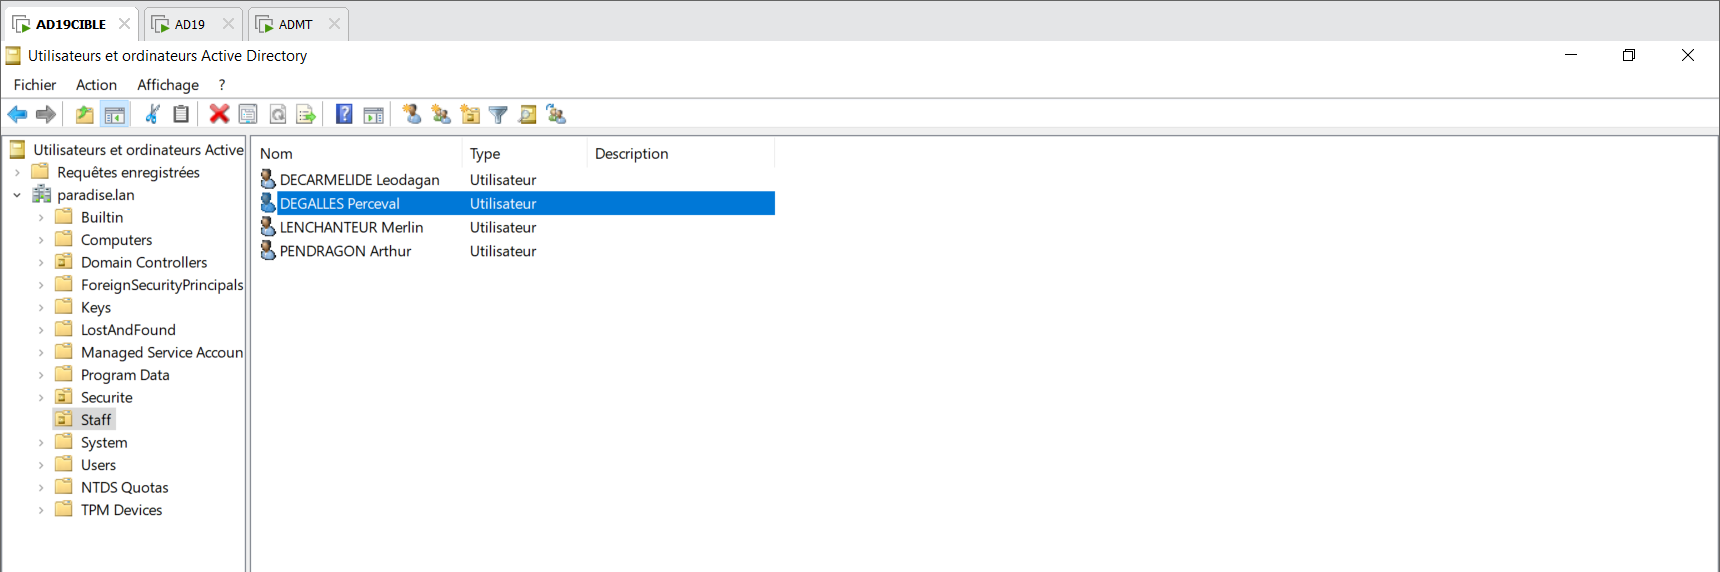 AD19CIBLE AD19 ADMT
Utilisateurs et ordinateurs Active Directory
Fichier Action Affichage ?
Utilisateurs et ordinateurs Active
Requêtes enregistrées
paradise.lan
Builtin
Computers
Domain Controllers
ForeignSecurityPrincipals
Keys
LostAndFound
Managed Service Accoun
Program Data
Securite
Staff
System
Users
NTDS Quotas
TPM Devices
Nom Type Description
DECARMELIDE Leodagan Utilisateur
DEGALLES Perceval Utilisateur
LENCHANTEUR Merlin Utilisateur
PENDRAGON Arthur Utilisateur